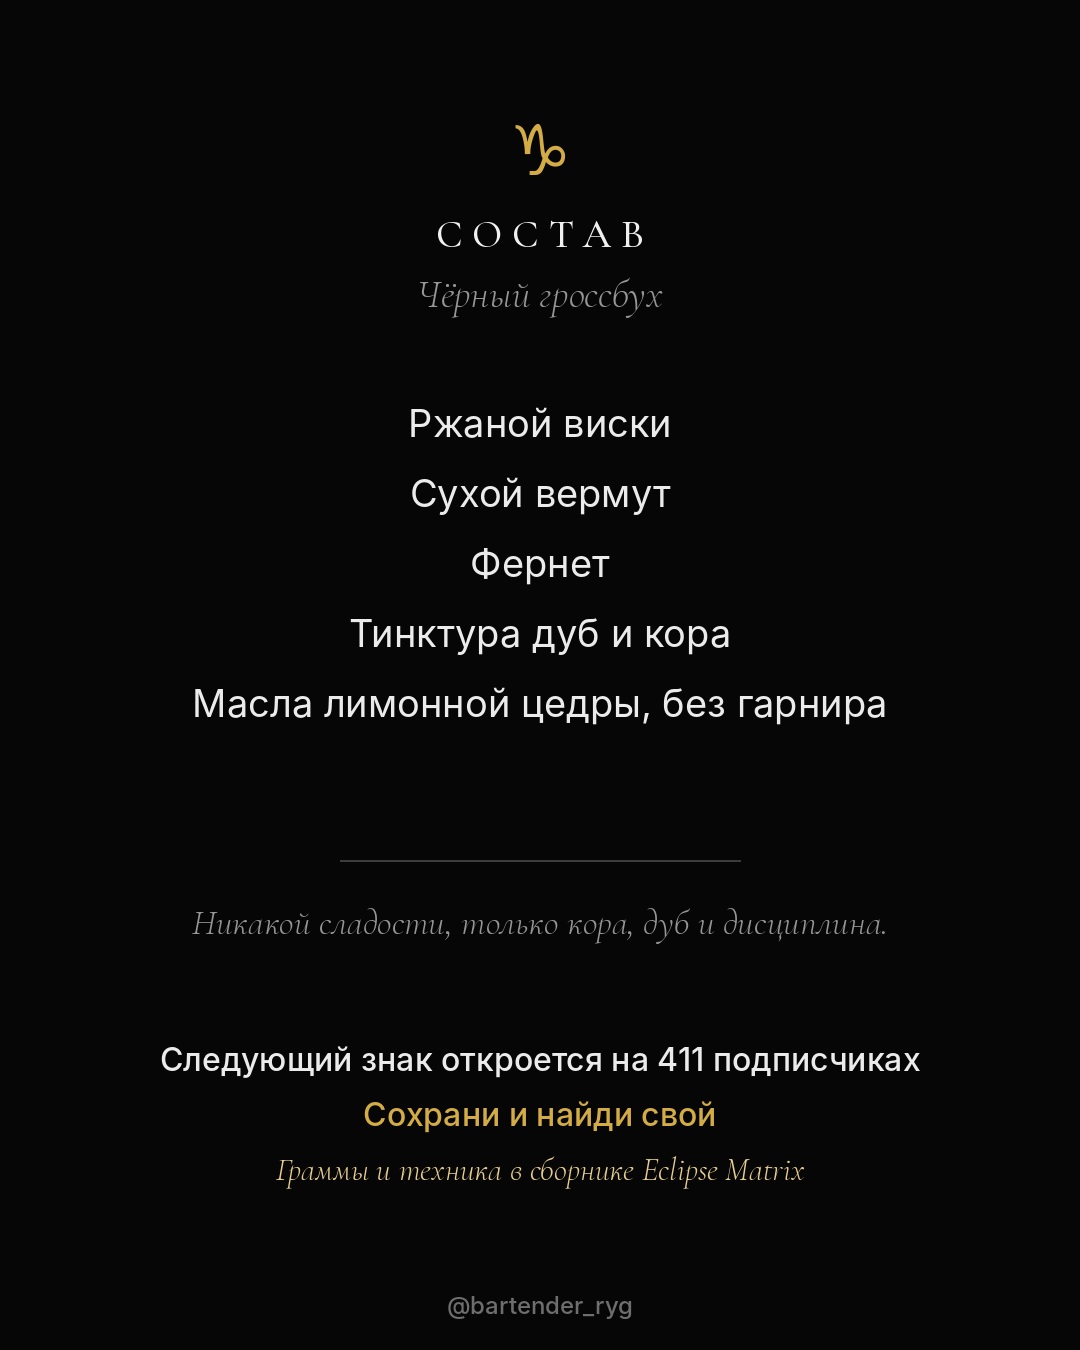 ♑
СОСТАВ
Чёрный гроссбух
Ржаной виски
Сухой вермут
Фернет
Тинктура дуб и кора
Масла лимонной цедры, без гарнира
Никакой сладости, только кора, дуб и дисциплина.
Следующий знак откроется на 411 подписчиках
Сохрани и найди свой
Граммы и техника в сборнике Eclipse Matrix
@bartender_ryg